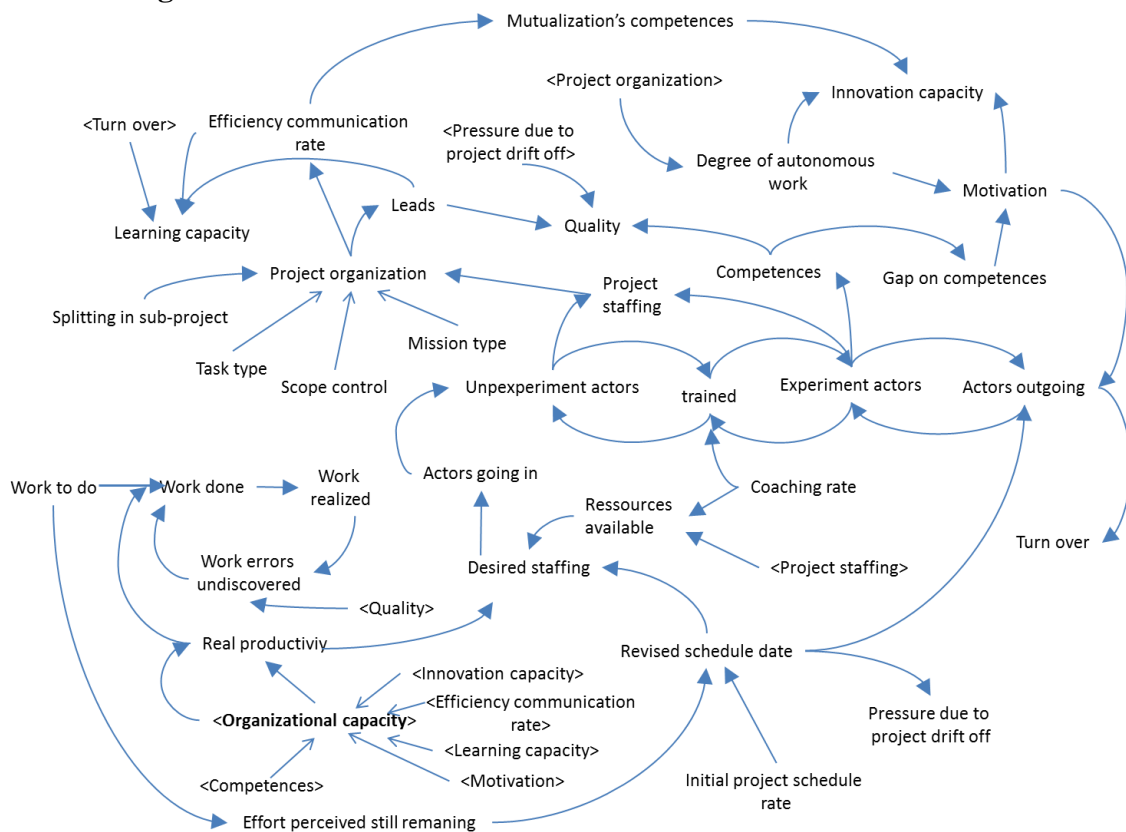 Mutualization's competences
<Project organization>
Innovation capacity
<Turn over>
Efficiency communication
rate
<Pressure due to
project drift off>
Degree of autonomous
work
Motivation
Leads
Learning capacity
Quality
Project organization
Competences
Gap on competences
Project
staffing
Splitting in sub-project
Mission type
Task type
Scope control
Unpexperiment actors
trained
Experiment actors
Actors outgoing
Actors going in
Work to do
Work done
Work
realized
Coaching rate
Ressources
available
Turn over
Work errors
undiscovered
Desired staffing
<Project staffing>
<Quality>
Real productiviy
Revised schedule date
<Innovation capacity>
<Efficiency communication
rate>
<Organizational capacity>
Pressure due to
project drift off
<Learning capacity>
<Competences>
<Motivation>
Initial project schedule
rate
Effort perceived still remaning